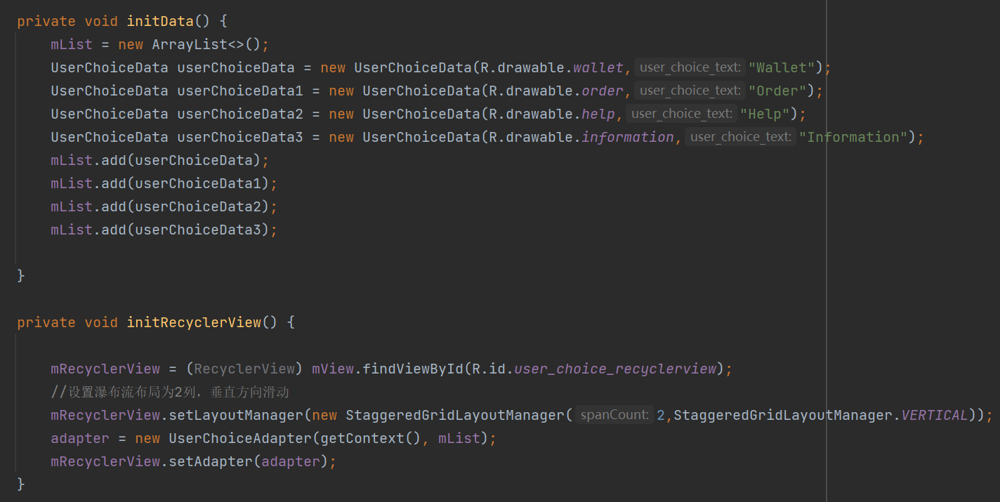 private void initData() {
mList = new ArrayList<>();
UserChoiceData userChoiceData = new UserChoiceData(R.drawable.wallet, user_choice_text: "Wallet");
UserChoiceData userChoiceData1 = new UserChoiceData(R.drawable.order, user_choice_text: "Order");
UserChoiceData userChoiceData2 = new UserChoiceData(R.drawable.help, user_choice_text: "Help");
UserChoiceData userChoiceData3 = new UserChoiceData(R.drawable.information, user_choice_text: "Information");
mList.add(userChoiceData);
mList.add(userChoiceData1);
mList.add(userChoiceData2);
mList.add(userChoiceData3);
}
private void initRecyclerView() {
mRecyclerView = (RecyclerView) mView.findViewById(R.id.user_choice_recyclerview);
//设置瀑布流布局为2列，垂直方向滑动
mRecyclerView.setLayoutManager(new StaggeredGridLayoutManager( spanCount: 2,StaggeredGridLayoutManager.VERTICAL));
adapter = new UserChoiceAdapter(getContext(), mList);
mRecyclerView.setAdapter(adapter);
}